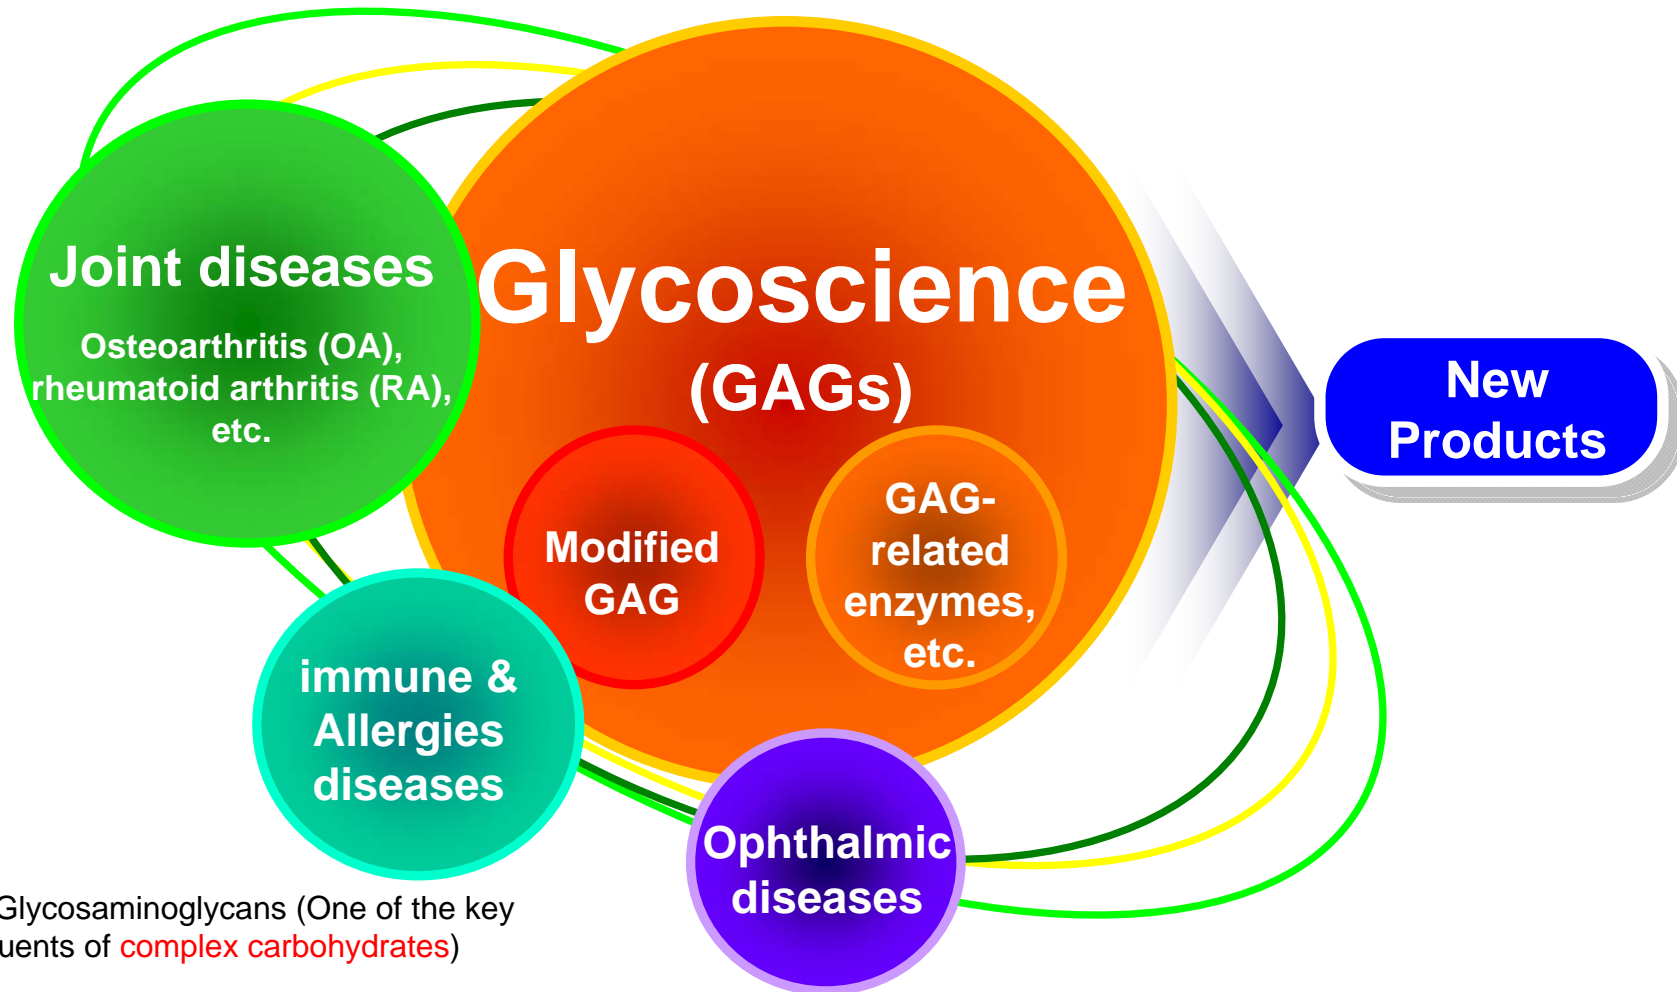 Joint diseases
Osteoarthritis (OA),
rheumatoid arthritis (RA),
etc.
Glycoscience
(GAGs)
Modified
GAG
GAG-
related
enzymes,
etc.
New
Products
immune &
Allergies
diseases
Ophthalmic
diseases
Glycosaminoglycans (One of the key
uents of complex carbohydrates)